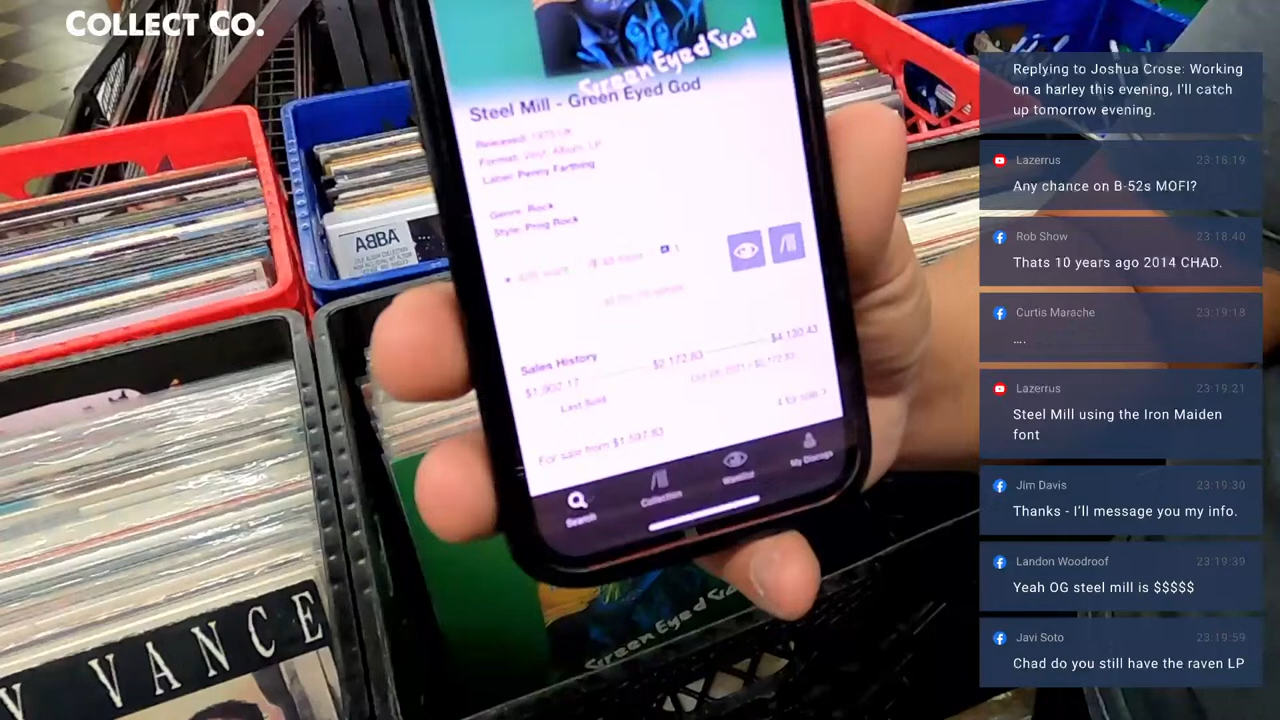 COLLECT CO.
Green Eyed God
Steel Mill - Green Eyed God
Released: 1975 UK
Format: Vinyl, Album, LP
Label: Penny Farthing
Genre: Rock
Style: Prog Rock
Sales History
$1,902.17
$2,172.83
$4,130.43
Last Sold
Oct 08, 2021 / $2,172.83
For sale from $1,597.83
4 for sale >
Search
Collection
Wantlist
My Discogs
ABBA
Green Eyed God
Y VANCE
Replying to Joshua Crose: Working
on a harley this evening, I'll catch
up tomorrow evening.
Lazerrus 23:18:19
Any chance on B-52s MOFI?
Rob Show 23:18:40
Thats 10 years ago 2014 CHAD.
Curtis Marache 23:19:18
....
Lazerrus 23:19:21
Steel Mill using the Iron Maiden
font
Jim Davis 23:19:30
Thanks - I'll message you my info.
Landon Woodroof 23:19:39
Yeah OG steel mill is $$$$$
Javi Soto 23:19:59
Chad do you still have the raven LP